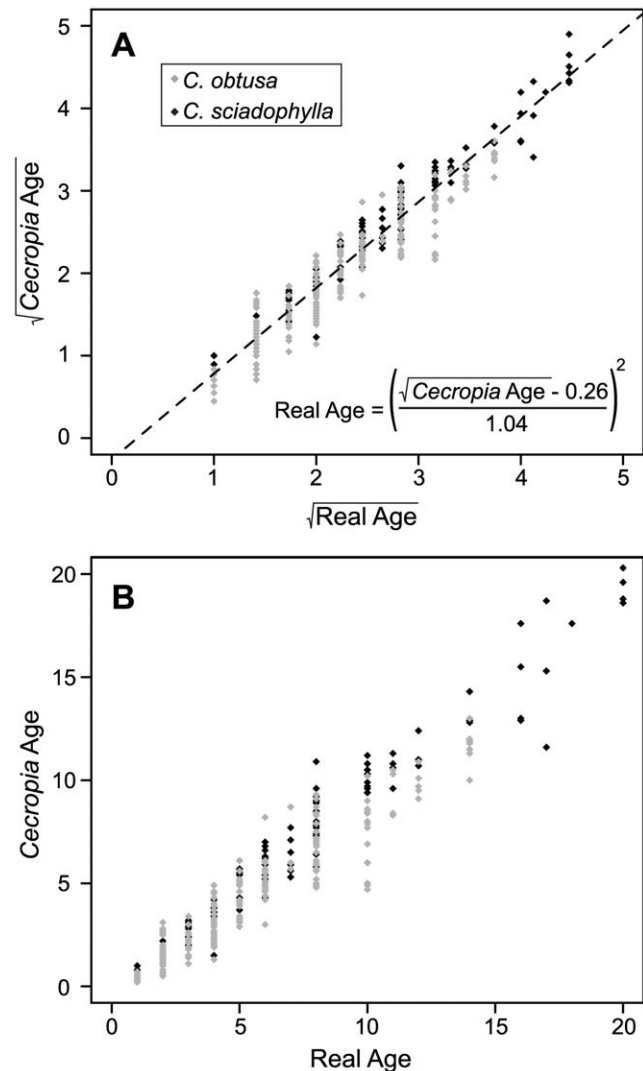 A
C. obtusa
C. sciadophylla
5
4
3
2
1
0
√Cecropia Age
Real Age = ((√Cecropia Age - 0.26) / 1.04)²
0 1 2 3 4 5
√Real Age
B
20
15
10
5
0
Cecropia Age
0 5 10 15 20
Real Age